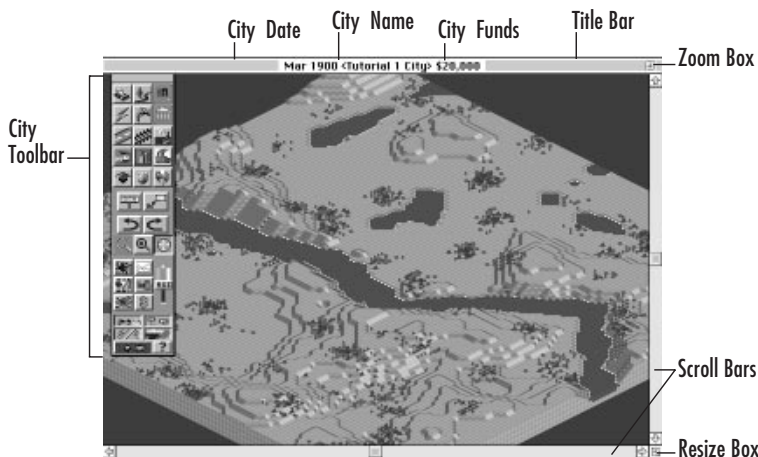 City Date
City Name
City Funds
Title Bar
Mar 1900 <Tutorial 1 City> $20,000
Zoom Box
City
Toolbar
Scroll Bars
Resize Box
?